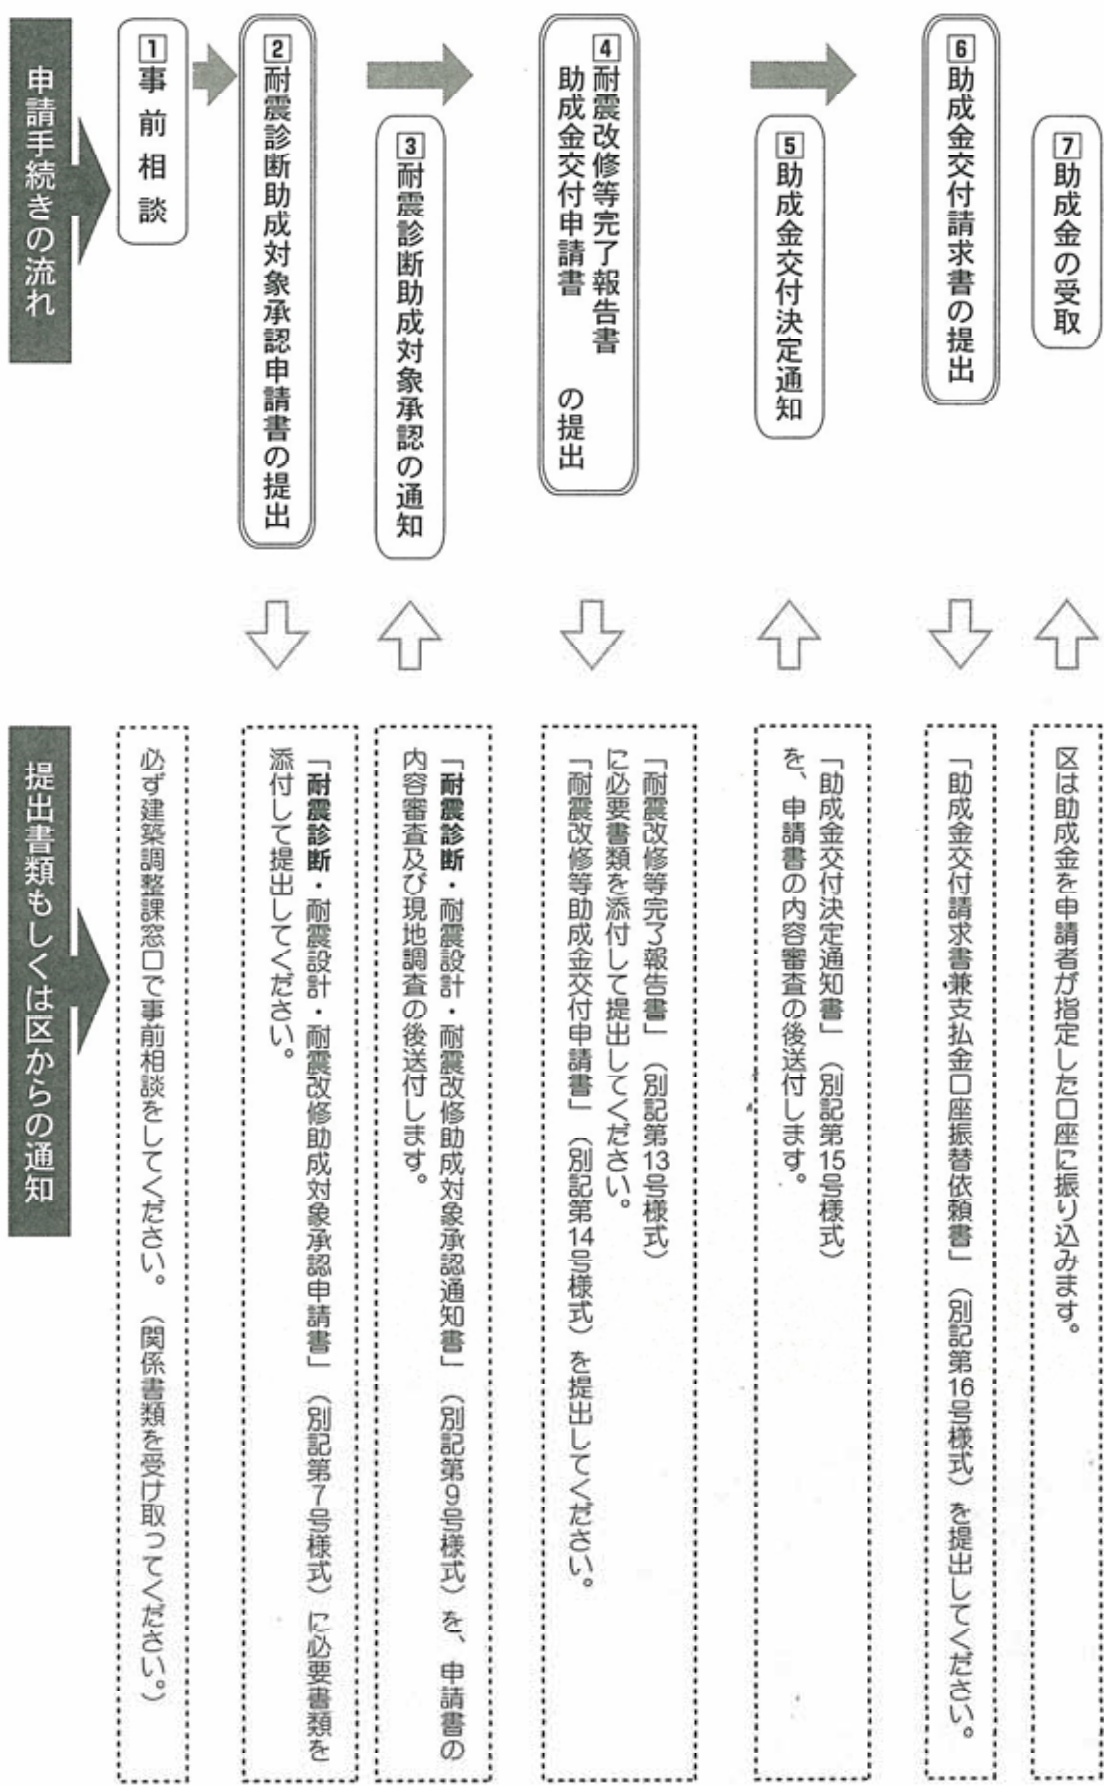 申請手続きの流れ
1 事前相談
2 耐震診断助成対象承認申請書の提出
3 耐震診断助成対象承認の通知
4 耐震改修等完了報告書
助成金交付申請書
の提出
5 助成金交付決定通知
6 助成金交付請求書の提出
7 助成金の受取
提出書類もしくは区からの通知
必ず建築調整課窓口で事前相談をしてください。（関係書類を受け取ってください。）
「耐震診断・耐震設計・耐震改修助成対象承認申請書」（別記第7号様式）に必要書類を
添付して提出してください。
「耐震診断・耐震設計・耐震改修助成対象承認通知書」（別記第9号様式）を、申請書の
内容審査及び現地調査の後送付します。
「耐震改修等完了報告書」（別記第13号様式）
に必要書類を添付して提出してください。
「耐震改修等助成金交付申請書」（別記第14号様式）を提出してください。
「助成金交付決定通知書」（別記第15号様式）
を、申請書の内容審査の後送付します。
「助成金交付請求書兼支払金口座振替依頼書」（別記第16号様式）を提出してください。
区は助成金を申請者が指定した口座に振り込みます。